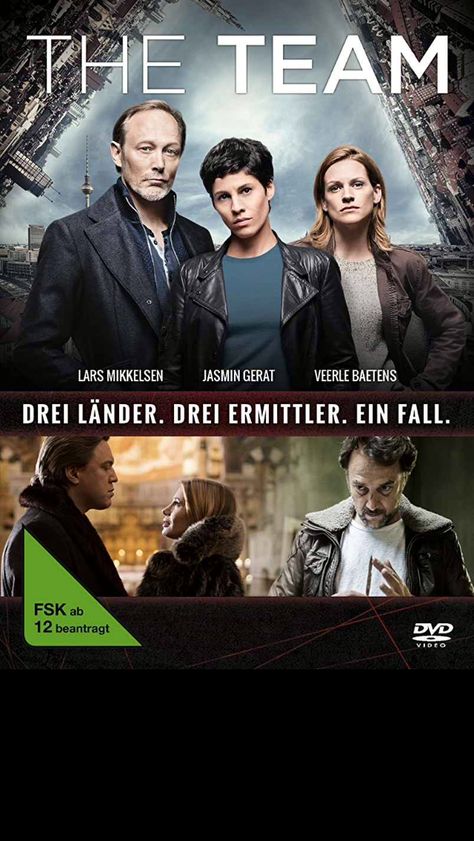 THE TEAM
LARS MIKKELSEN JASMIN GERAT VEERLE BAETENS
DREI LÄNDER. DREI ERMITTLER. EIN FALL.
FSK ab
12 beantragt
DVD
VIDEO